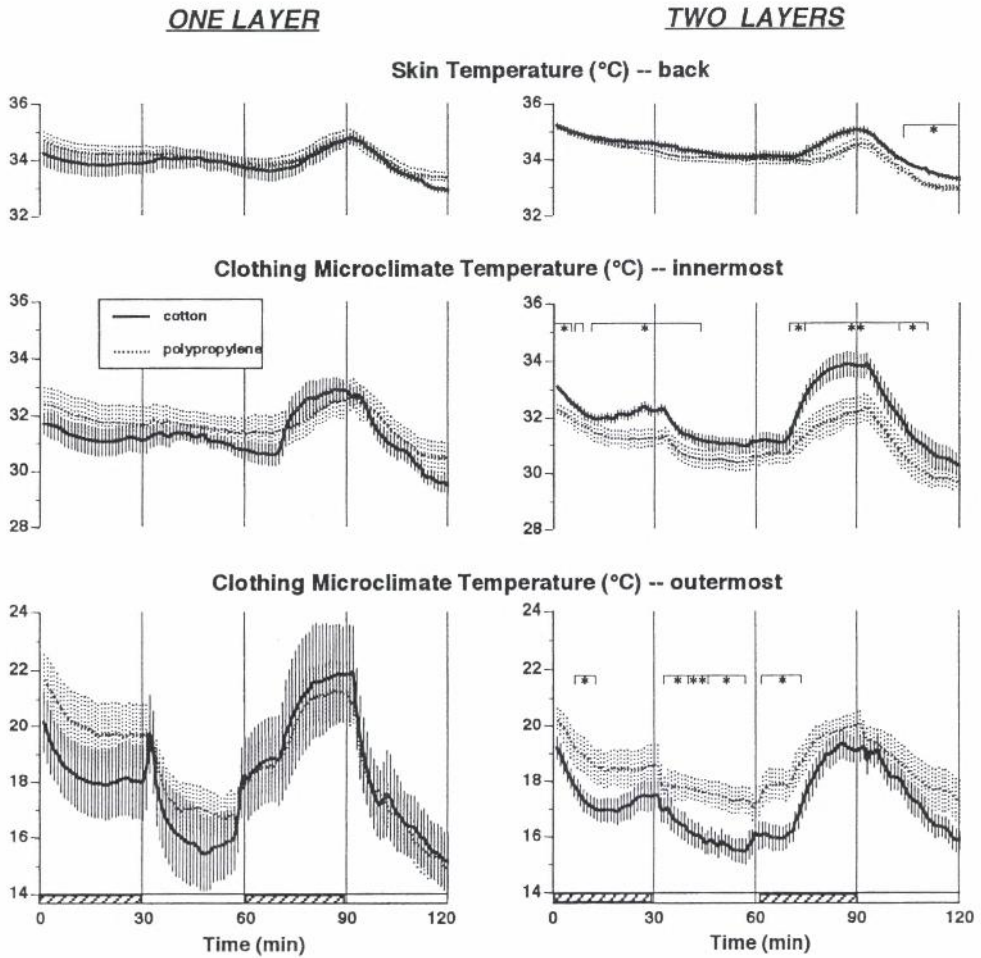 ONE LAYER
TWO LAYERS
Skin Temperature (°C) -- back
36
34
32
36
34
32
*
Clothing Microclimate Temperature (°C) -- innermost
cotton
polypropylene
36
34
32
30
28
36
34
32
30
28
* * * ** *
Clothing Microclimate Temperature (°C) -- outermost
24
22
20
18
16
14
24
22
20
18
16
14
* * ** * *
0 30 60 90 120
0 30 60 90 120
Time (min)
Time (min)